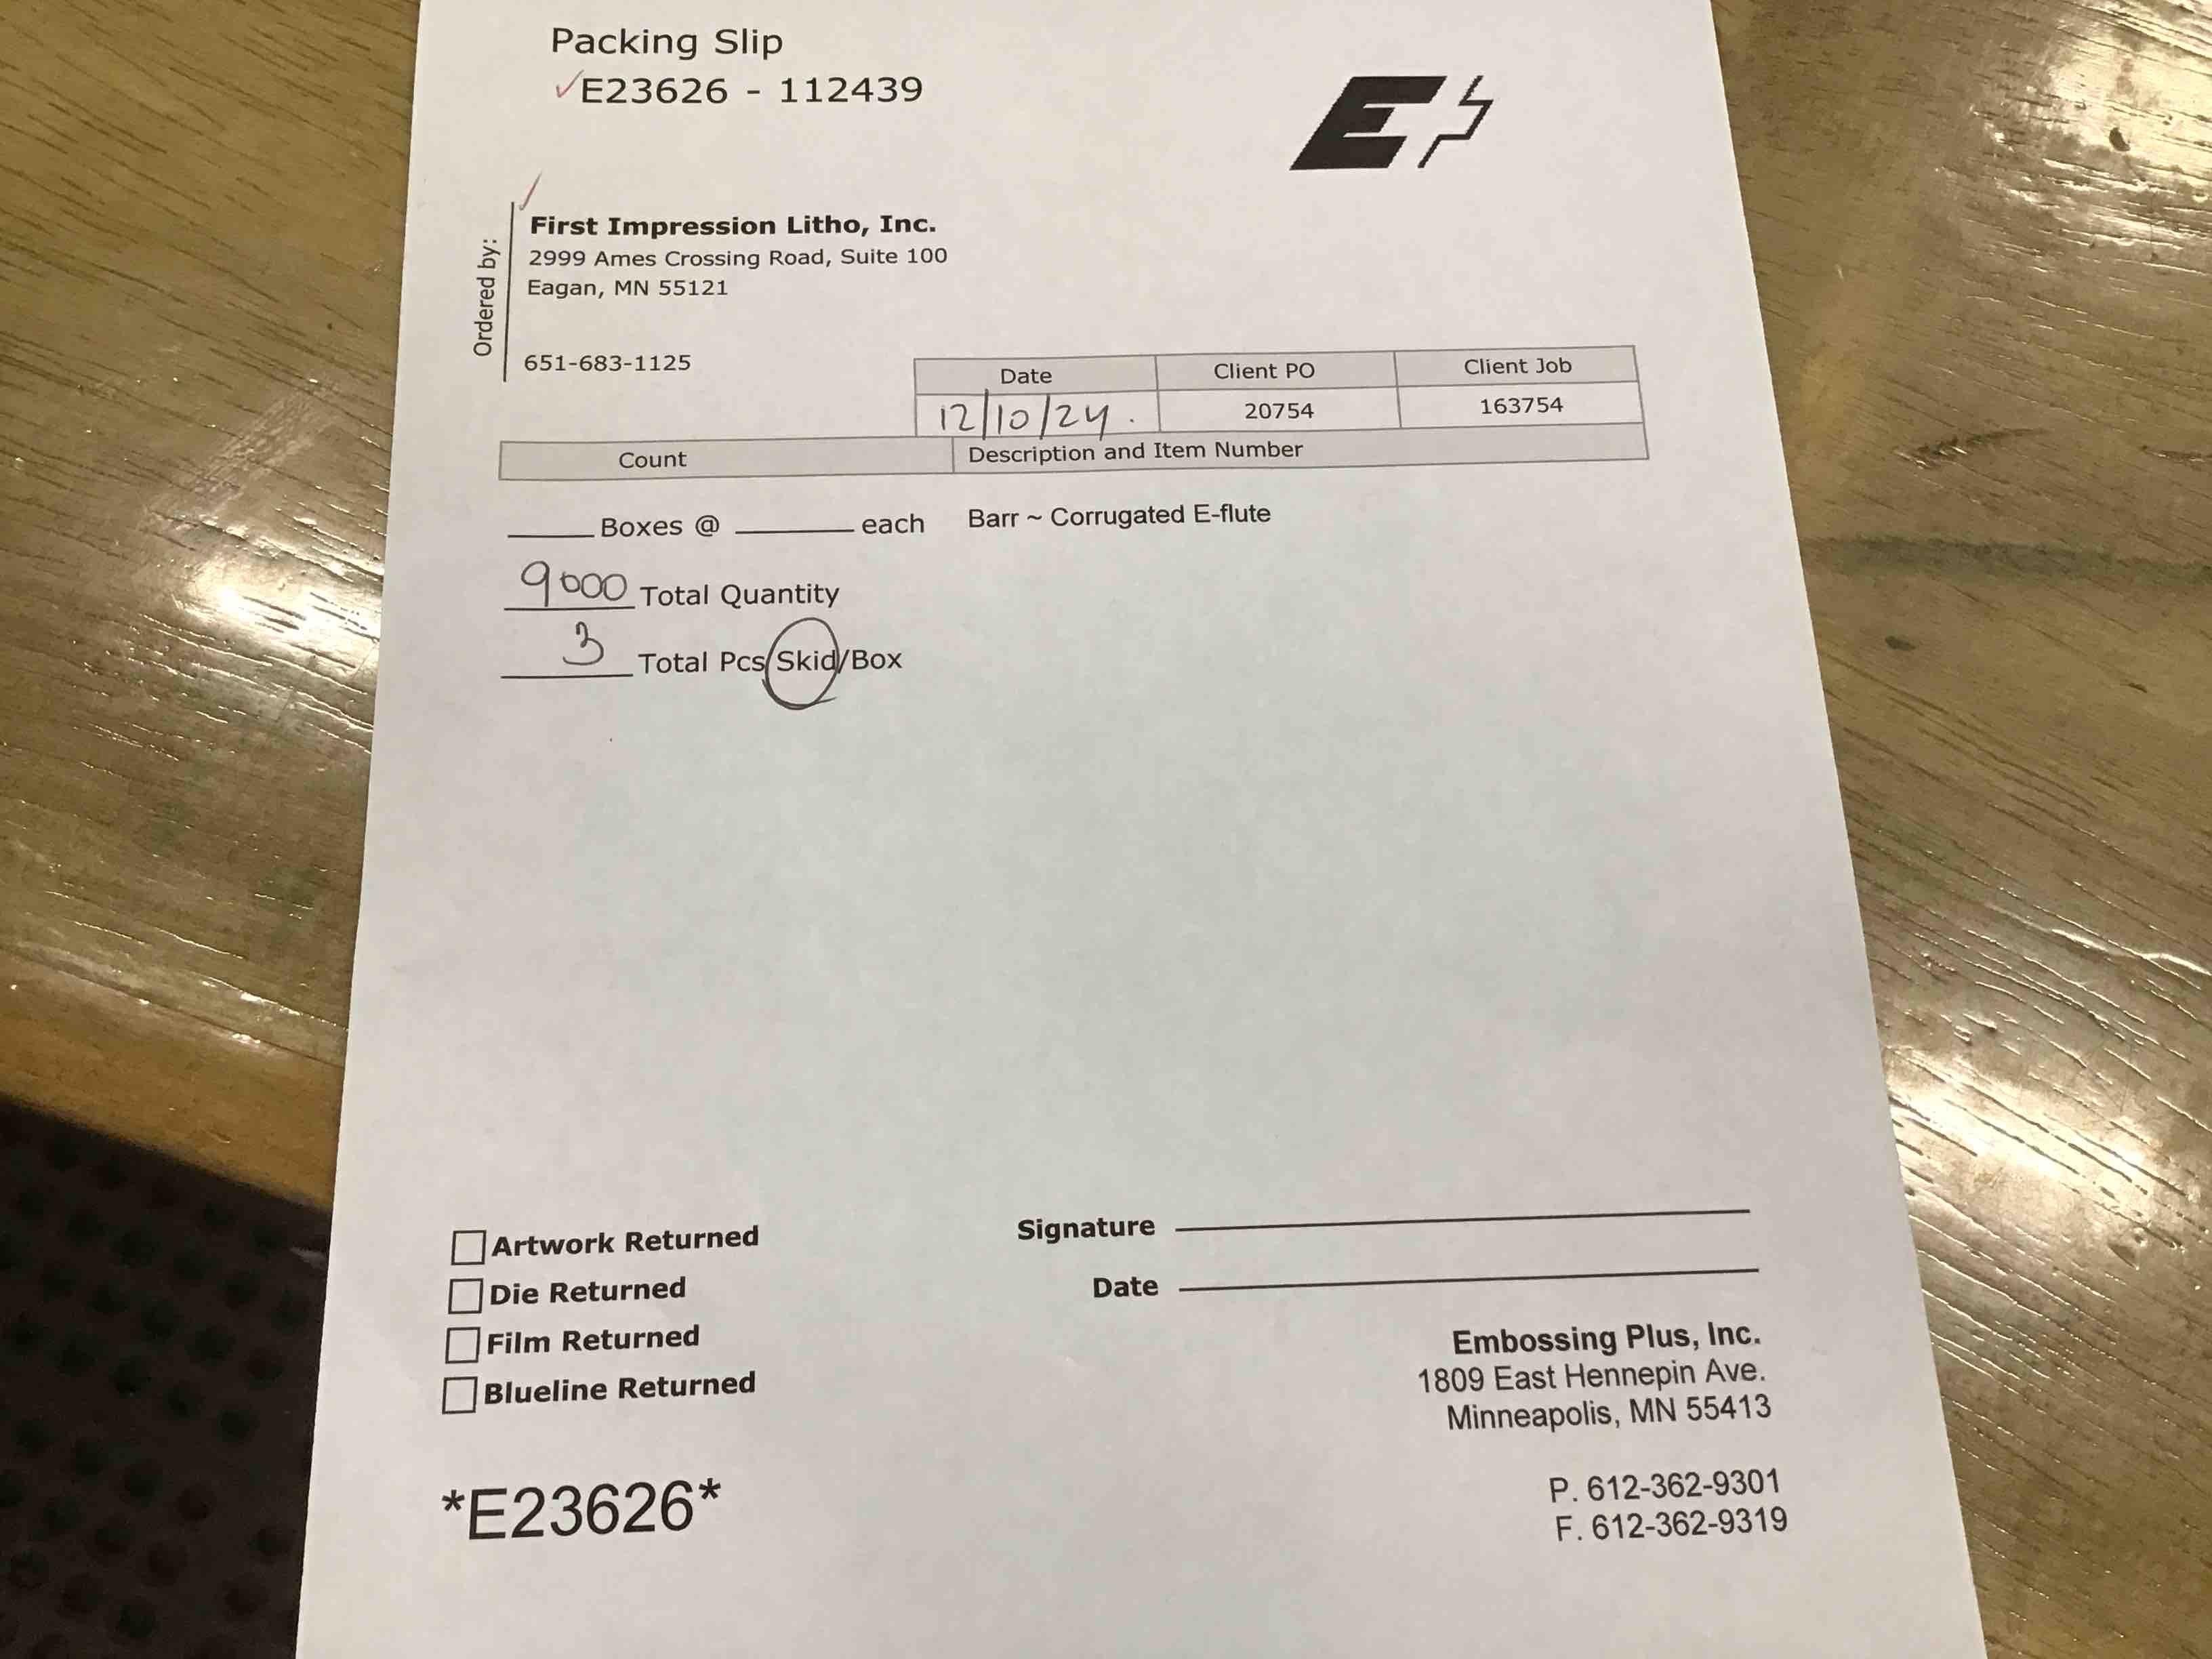 Packing Slip
✓E23626 - 112439
E
Ordered by:
First Impression Litho, Inc.
2999 Ames Crossing Road, Suite 100
Eagan, MN 55121
651-683-1125
Date Client PO Client Job
12/10/24. 20754 163754
Count Description and Item Number
____ Boxes @ ____ each Barr ~ Corrugated E-flute
9000 Total Quantity
3 Total Pcs/Skid/Box
Artwork Returned
Die Returned
Film Returned
Blueline Returned
Signature
Date
Embossing Plus, Inc.
1809 East Hennepin Ave.
Minneapolis, MN 55413
P. 612-362-9301
F. 612-362-9319
*E23626*